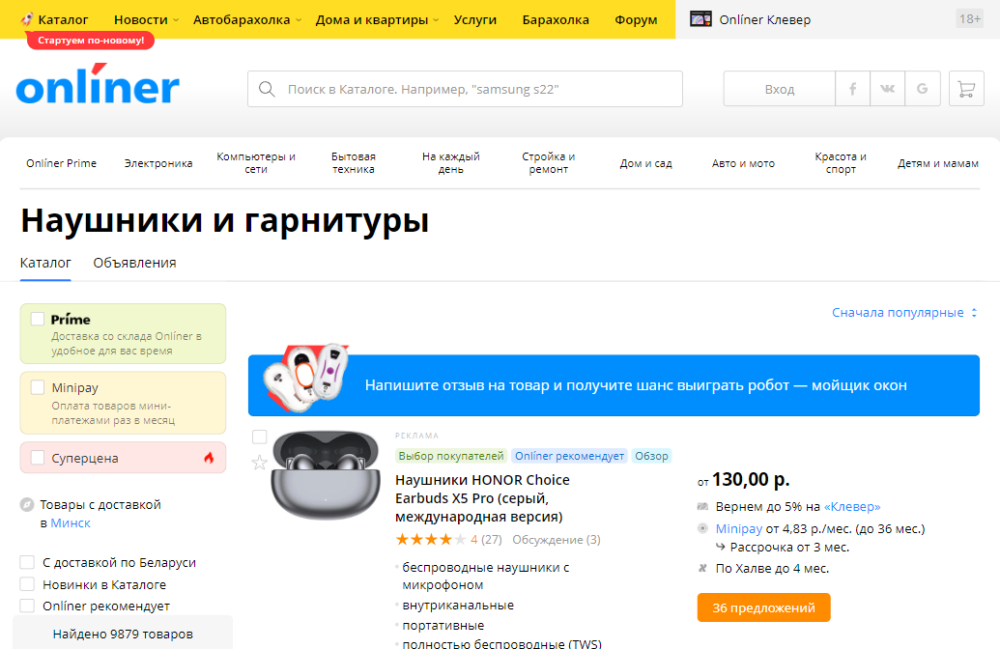 Каталог Новости Автобарахолка Дома и квартиры Услуги Барахолка Форум Onlíner Клевер 18+
Стартуем по-новому!
onlíner
Поиск в Каталоге. Например, "samsung s22"
Вход
Onlíner Prime
Электроника
Компьютеры и
сети
Бытовая
техника
На каждый
день
Стройка и
ремонт
Дом и сад
Авто и мото
Красота и
спорт
Детям и мамам
Наушники и гарнитуры
Каталог Объявления
Сначала популярные
Príme
Доставка со склада Onlíner в
удобное для вас время
Minipay
Оплата товаров мини-
платежами раз в месяц
Суперцена
Товары с доставкой
в Минск
С доставкой по Беларуси
Новинки в Каталоге
Onlíner рекомендует
Найдено 9879 товаров
Напишите отзыв на товар и получите шанс выиграть робот — мойщик окон
РЕКЛАМА
Выбор покупателей Onlíner рекомендует Обзор
Наушники HONOR Choice
Earbuds X5 Pro (серый,
международная версия)
4 (27) Обсуждение (3)
беспроводные наушники с
микрофоном
внутриканальные
портативные
полностью беспроводные (TWS)
от 130,00 р.
Вернем до 5% на «Клевер»
Minipay от 4,83 р./мес. (до 36 мес.)
Рассрочка от 3 мес.
По Халве до 4 мес.
36 предложений